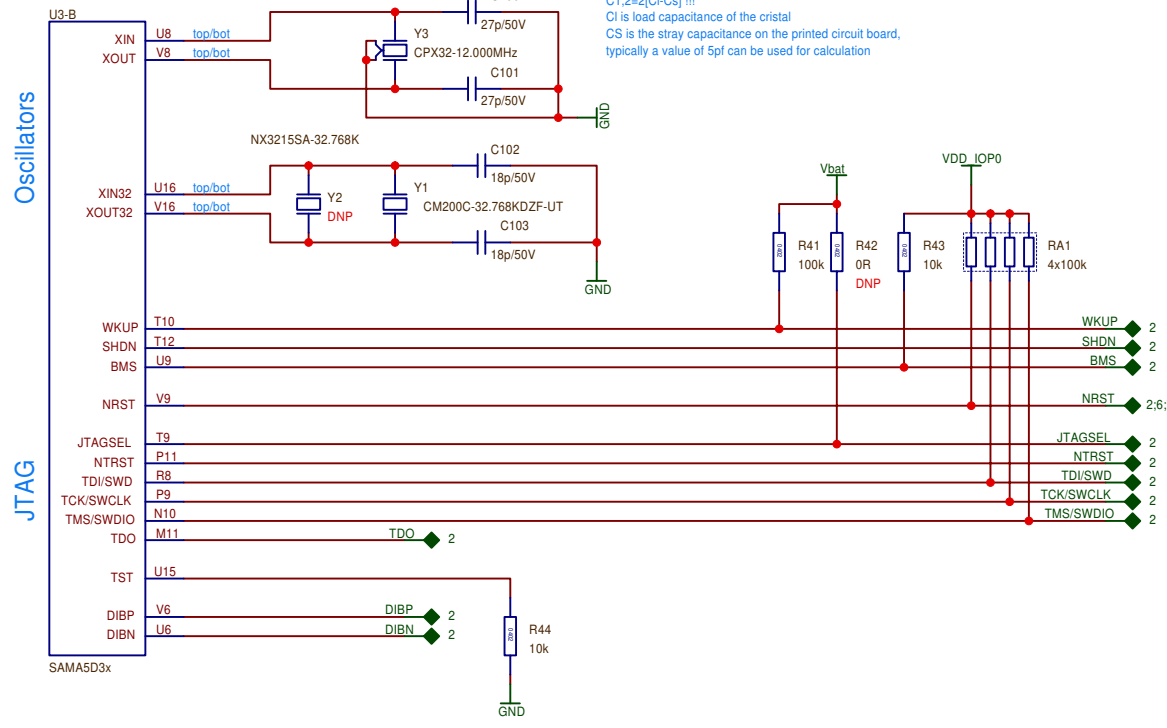 C1,2=2[Cl-Cs] !!!
Cl is load capacitance of the cristal
CS is the stray capacitance on the printed circuit board,
typically a value of 5pf can be used for calculation
U3-B
XIN U8 top/bot
XOUT V8 top/bot
27p/50V
Y3
CPX32-12.000MHz
C101
27p/50V
GND
Oscillators
NX3215SA-32.768K
XIN32 U16 top/bot
XOUT32 V16 top/bot
Y2
DNP
Y1
CM200C-32.768KDZF-UT
C102
18p/50V
C103
18p/50V
GND
Vbat
VDD_IOP0
R41
100k
R42
0R
DNP
R43
10k
RA1
4x100k
WKUP T10 WKUP 2
SHDN T12 SHDN 2
BMS U9 BMS 2
NRST V9 NRST 2;6;
JTAG
JTAGSEL T9 JTAGSEL 2
NTRST P11 NTRST 2
TDI/SWD R8 TDI/SWD 2
TCK/SWCLK P9 TCK/SWCLK 2
TMS/SWDIO N10 TMS/SWDIO 2
TDO M11 TDO 2
TST U15
DIBP V6 DIBP 2
DIBN U6 DIBN 2
R44
10k
SAMA5D3x
GND